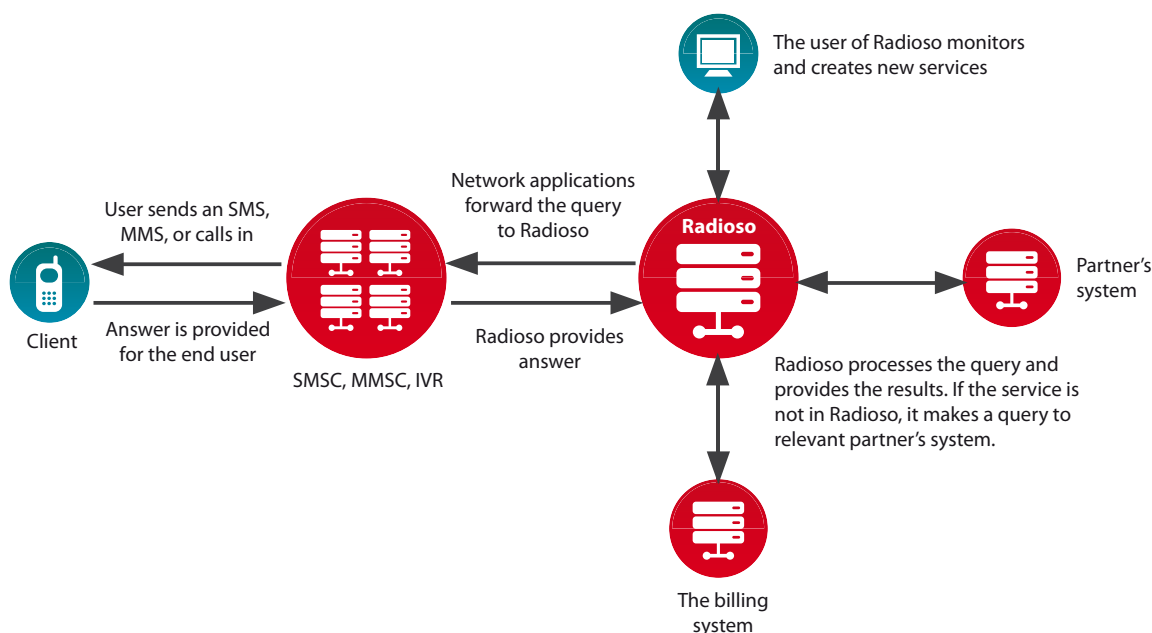 The user of Radioso monitors
and creates new services
User sends an SMS,
MMS, or calls in
Network applications
forward the query
to Radioso
Radioso
Partner’s
system
Client
Answer is provided
for the end user
SMSC, MMSC, IVR
Radioso provides
answer
Radioso processes the query and
provides the results. If the service is
not in Radioso, it makes a query to
relevant partner’s system.
The billing
system